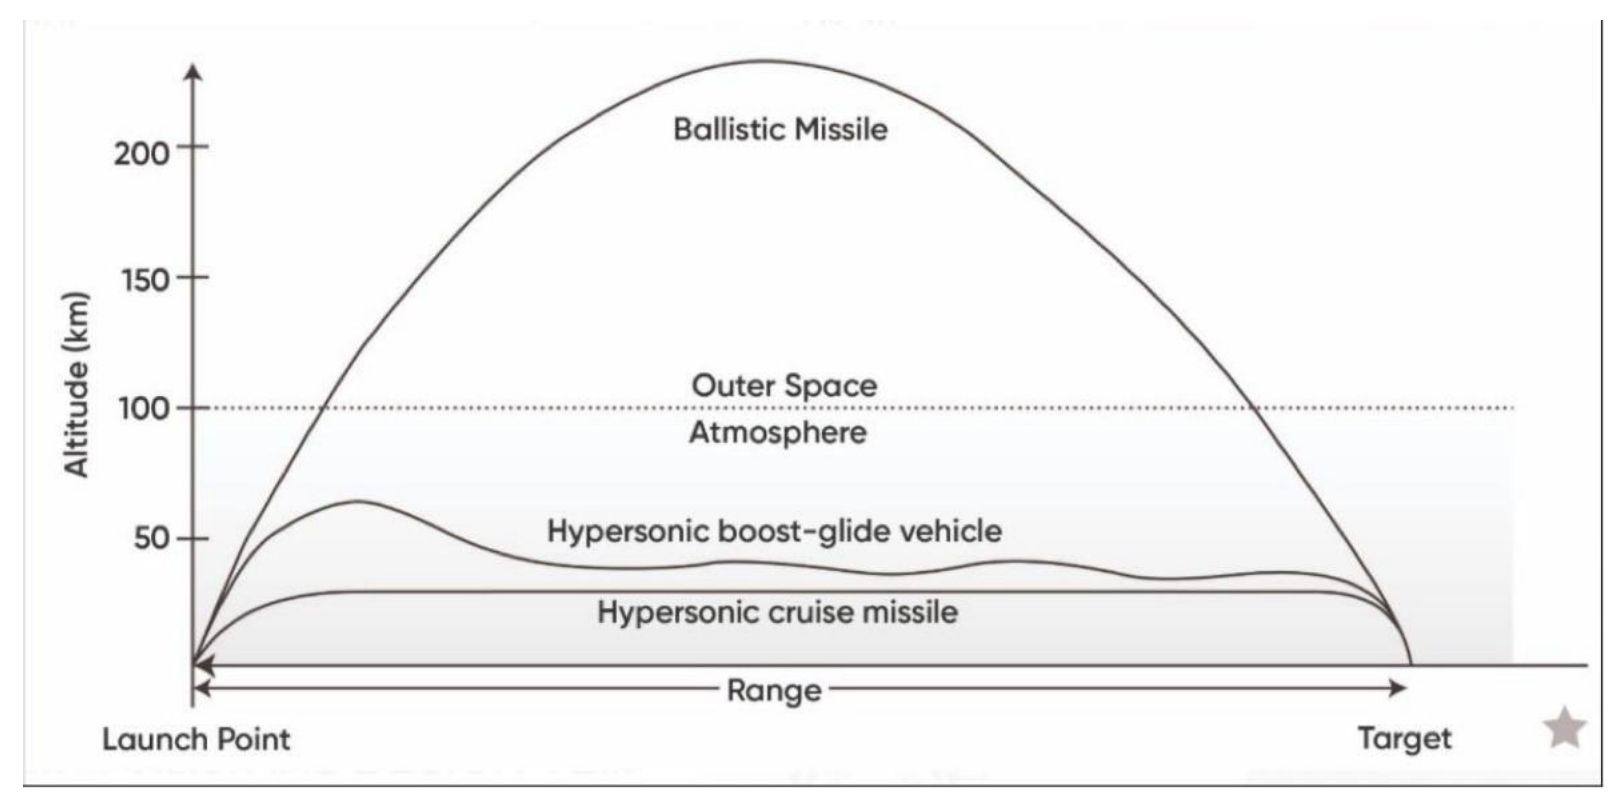 Ballistic Missile
200
150
Altitude (km)
Outer Space
100
Atmosphere
Hypersonic boost-glide vehicle
50
Hypersonic cruise missile
Range
Launch Point
Target